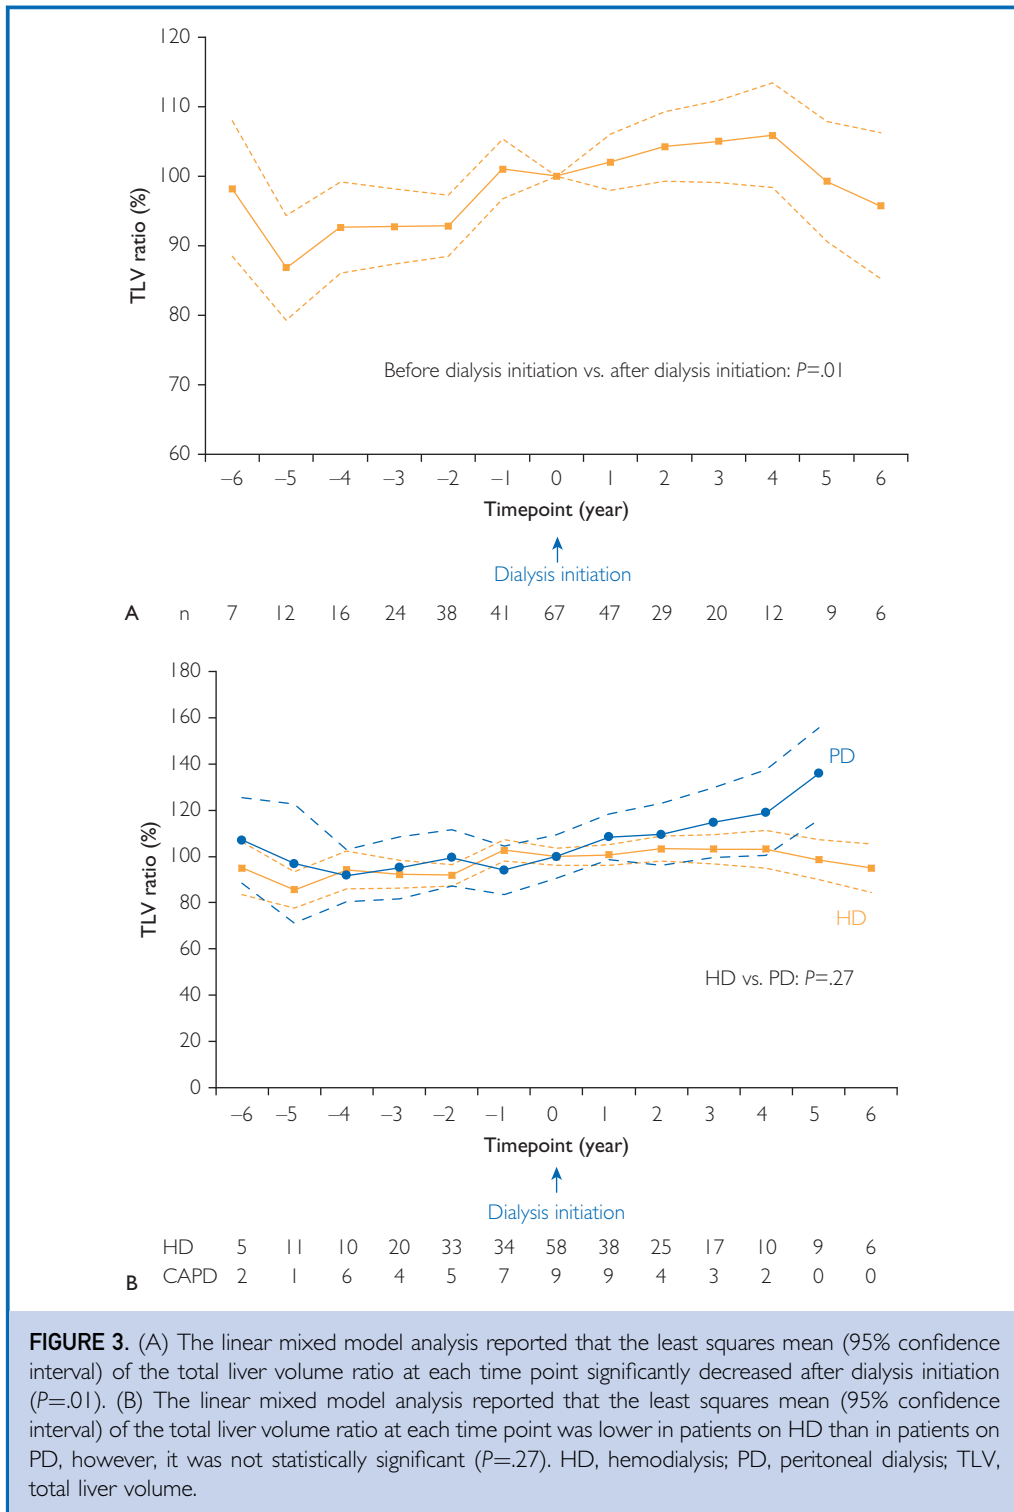 120
110
100
90
80
70
60
TLV ratio (%)
Before dialysis initiation vs. after dialysis initiation: P=.01
–6 –5 –4 –3 –2 –1 0 1 2 3 4 5 6
Timepoint (year)
Dialysis initiation
A n 7 12 16 24 38 41 67 47 29 20 12 9 6
180
160
140
120
100
80
60
40
20
0
TLV ratio (%)
PD
HD
HD vs. PD: P=.27
–6 –5 –4 –3 –2 –1 0 1 2 3 4 5 6
Timepoint (year)
Dialysis initiation
HD 5 11 10 20 33 34 58 38 25 17 10 9 6
B CAPD 2 1 6 4 5 7 9 9 4 3 2 0 0
FIGURE 3. (A) The linear mixed model analysis reported that the least squares mean (95% confidence
interval) of the total liver volume ratio at each time point significantly decreased after dialysis initiation
(P=.01). (B) The linear mixed model analysis reported that the least squares mean (95% confidence
interval) of the total liver volume ratio at each time point was lower in patients on HD than in patients on
PD, however, it was not statistically significant (P=.27). HD, hemodialysis; PD, peritoneal dialysis; TLV,
total liver volume.